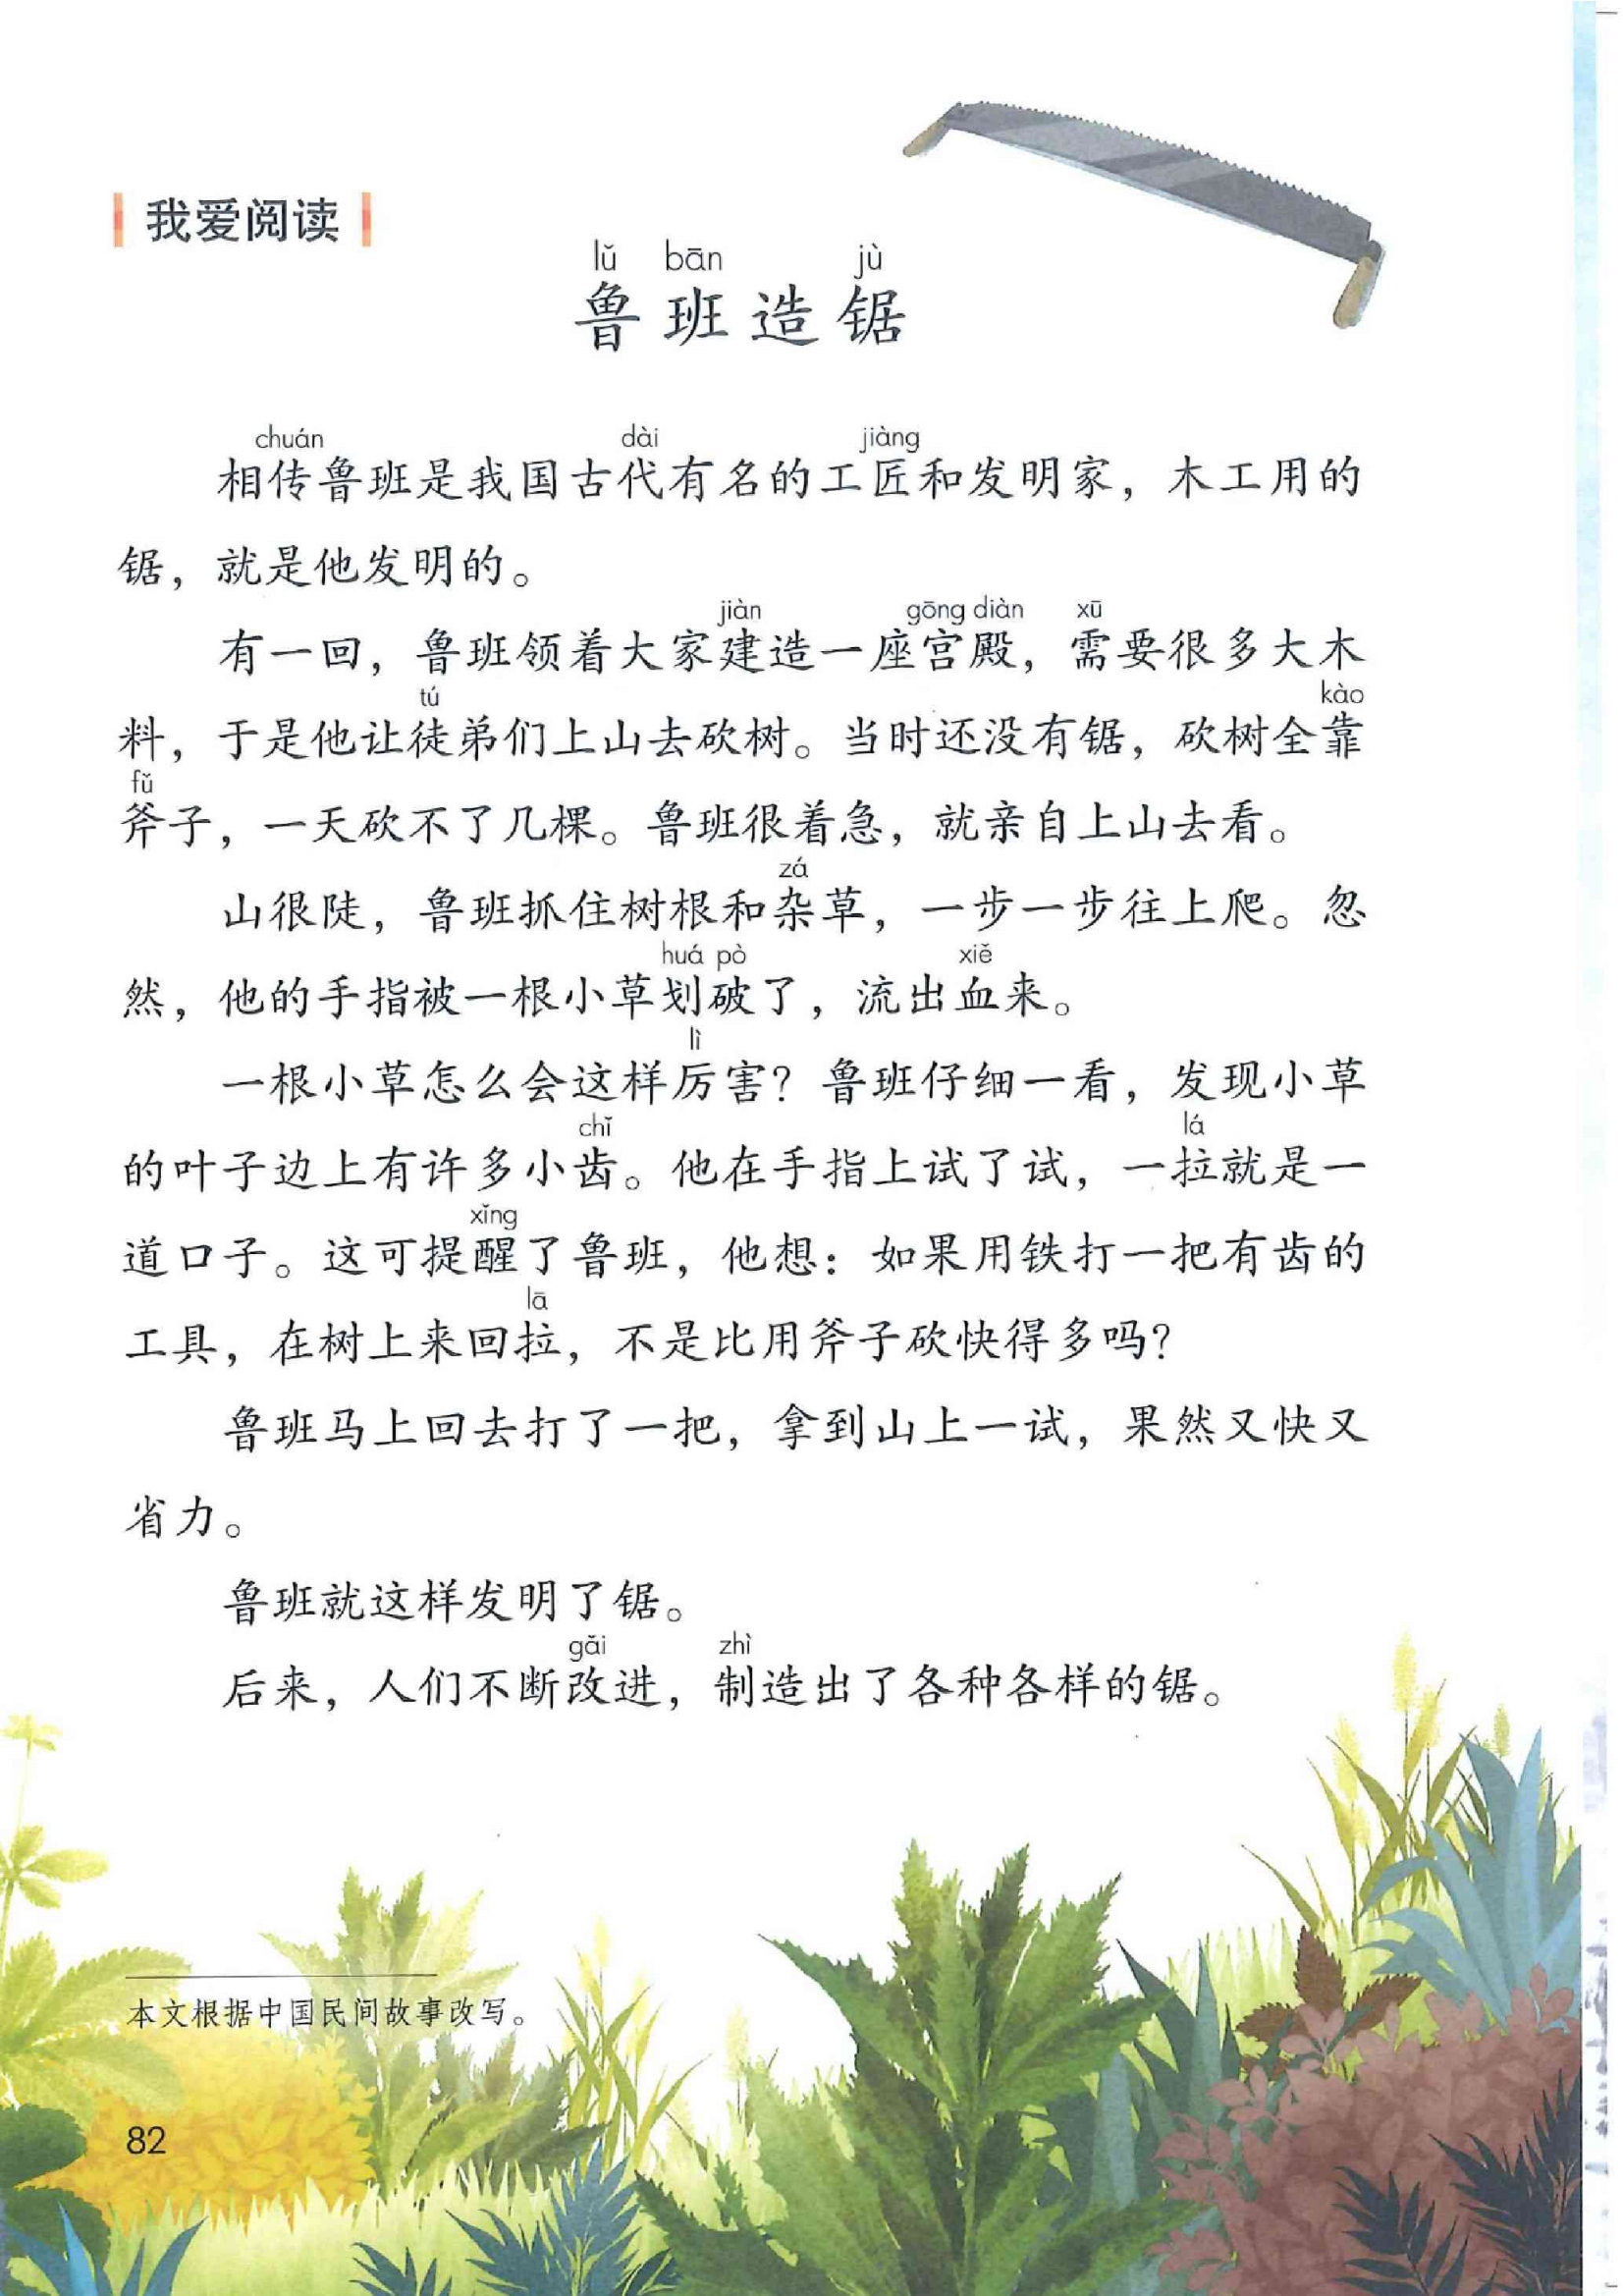 我爱阅读
lǔ bān jù
鲁班造锯
chuán dài jiàng
相传鲁班是我国古代有名的工匠和发明家，木工用的
锯，就是他发明的。
jiàn gōng diàn xū
有一回，鲁班领着大家建造一座宫殿，需要很多大木
tú kào
料，于是他让徒弟们上山去砍树。当时还没有锯，砍树全靠
fǔ
斧子，一天砍不了几棵。鲁班很着急，就亲自上山去看。
zá
山很陡，鲁班抓住树根和杂草，一步一步往上爬。忽
huá pò xiě
然，他的手指被一根小草划破了，流出血来。
lì
一根小草怎么会这样厉害？鲁班仔细一看，发现小草
chǐ lá
的叶子边上有许多小齿。他在手指上试了试，一拉就是一
xǐng
道口子。这可提醒了鲁班，他想：如果用铁打一把有齿的
lā
工具，在树上来回拉，不是比用斧子砍快得多吗？
鲁班马上回去打了一把，拿到山上一试，果然又快又
省力。
鲁班就这样发明了锯。
gǎi zhì
后来，人们不断改进，制造出了各种各样的锯。
本文根据中国民间故事改写。
82